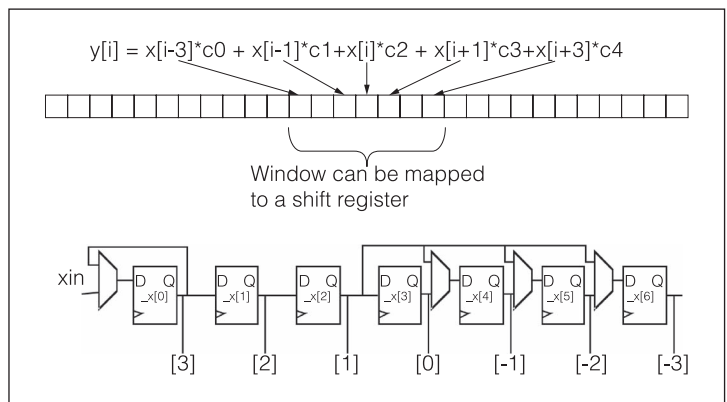 y[i] = x[i-3]*c0 + x[i-1]*c1+x[i]*c2 + x[i+1]*c3+x[i+3]*c4
Window can be mapped
to a shift register
xin
D Q D Q D Q D Q D Q D Q D Q
_x[0] _x[1] _x[2] _x[3] _x[4] _x[5] _x[6]
[3] [2] [1] [0] [-1] [-2] [-3]